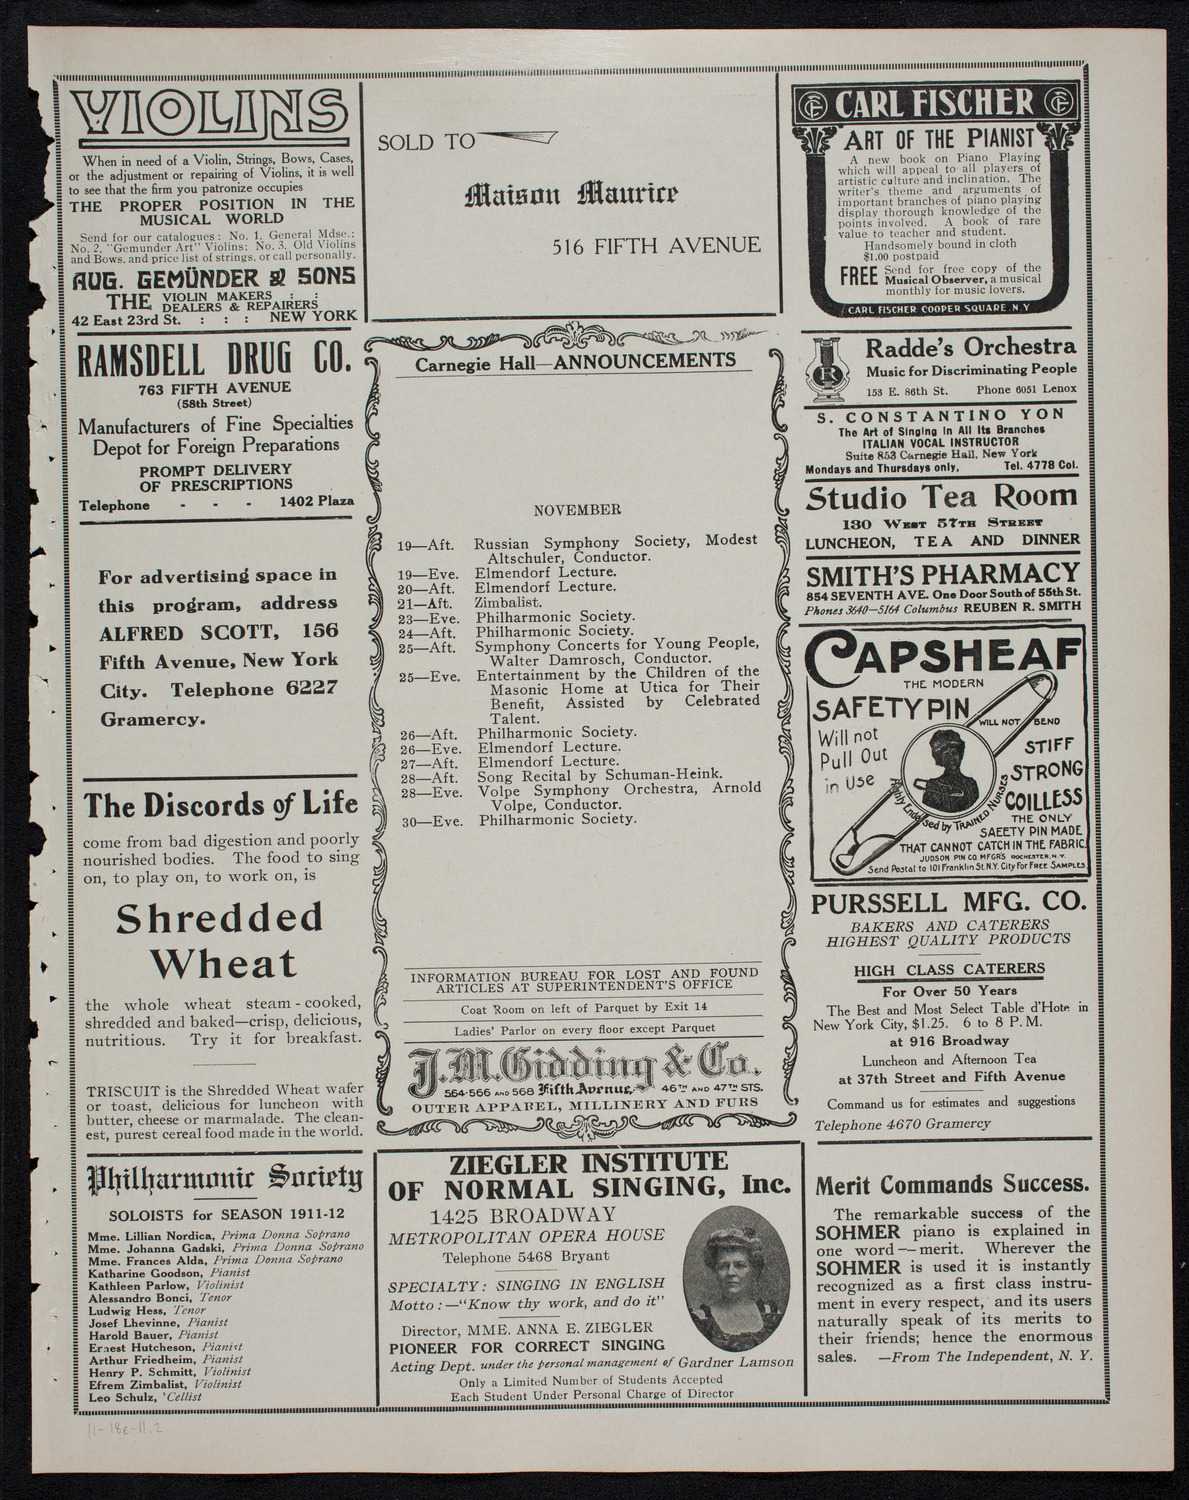 VIOLINS
When in need of a Violin, Strings, Bows, Cases,
or the adjustment or repairing of Violins, it is well
to see that the firm you patronize occupies
THE PROPER POSITION IN THE
MUSICAL WORLD
Send for our catalogues: No. 1, General Mdse.;
No. 2, "Gemunder Art" Violins; No. 3, Old Violins
and Bows, and price list of strings, or call personally.
AUG. GEMÜNDER & SONS
THE VIOLIN MAKERS : :
DEALERS & REPAIRERS
42 East 23rd St. : : : NEW YORK
RAMSDELL DRUG CO.
763 FIFTH AVENUE
(58th Street)
Manufacturers of Fine Specialties
Depot for Foreign Preparations
PROMPT DELIVERY
OF PRESCRIPTIONS
Telephone - - - 1402 Plaza
For advertising space in
this program, address
ALFRED SCOTT, 156
Fifth Avenue, New York
City. Telephone 6227
Gramercy.
The Discords of Life
come from bad digestion and poorly
nourished bodies. The food to sing
on, to play on, to work on, is
Shredded
Wheat
the whole wheat steam-cooked,
shredded and baked—crisp, delicious,
nutritious. Try it for breakfast.
TRISCUIT is the Shredded Wheat wafer
or toast, delicious for luncheon with
butter, cheese or marmalade. The clean-
est, purest cereal food made in the world.
Philharmonic Society
SOLOISTS for SEASON 1911-12
Mme. Lillian Nordica, Prima Donna Soprano
Mme. Johanna Gadski, Prima Donna Soprano
Mme. Frances Alda, Prima Donna Soprano
Katharine Goodson, Pianist
Kathleen Parlow, Violinist
Alessandro Bonci, Tenor
Ludwig Hess, Tenor
Josef Lhevinne, Pianist
Harold Bauer, Pianist
Ernest Hutcheson, Pianist
Arthur Friedheim, Pianist
Henry P. Schmitt, Violinist
Efrem Zimbalist, Violinist
Leo Schulz, 'Cellist
SOLD TO
Maison Maurice
516 FIFTH AVENUE
Carnegie Hall—ANNOUNCEMENTS
NOVEMBER
19—Aft. Russian Symphony Society, Modest
Altschuler, Conductor.
19—Eve. Elmendorf Lecture.
20—Aft. Elmendorf Lecture.
21—Aft. Zimbalist.
23—Eve. Philharmonic Society.
24—Aft. Philharmonic Society.
25—Aft. Symphony Concerts for Young People,
Walter Damrosch, Conductor.
25—Eve. Entertainment by the Children of the
Masonic Home at Utica for Their
Benefit, Assisted by Celebrated
Talent.
26—Aft. Philharmonic Society.
26—Eve. Elmendorf Lecture.
27—Aft. Elmendorf Lecture.
28—Aft. Song Recital by Schuman-Heink.
28—Eve. Volpe Symphony Orchestra, Arnold
Volpe, Conductor.
30—Eve. Philharmonic Society.
INFORMATION BUREAU FOR LOST AND FOUND
ARTICLES AT SUPERINTENDENT'S OFFICE
Coat Room on left of Parquet by Exit 14
Ladies' Parlor on every floor except Parquet
J.M. Gidding & Co.
564-566 AND 568 Fifth Avenue, 46TH AND 47TH STS.
OUTER APPAREL, MILLINERY AND FURS
ZIEGLER INSTITUTE
OF NORMAL SINGING, Inc.
1425 BROADWAY
METROPOLITAN OPERA HOUSE
Telephone 5468 Bryant
SPECIALTY: SINGING IN ENGLISH
Motto:—"Know thy work, and do it"
Director, MME. ANNA E. ZIEGLER
PIONEER FOR CORRECT SINGING
Acting Dept. under the personal management of Gardner Lamson
Only a Limited Number of Students Accepted
Each Student Under Personal Charge of Director
CF CARL FISCHER CF
ART OF THE PIANIST
A new book on Piano Playing
which will appeal to all players of
artistic culture and inclination. The
writer's theme and arguments of
important branches of piano playing
display thorough knowledge of the
points involved. A book of rare
value to teacher and student.
Handsomely bound in cloth
$1.00 postpaid
FREE Send for free copy of the
Musical Observer, a musical
monthly for music lovers.
CARL FISCHER COOPER SQUARE N.Y
R
Radde's Orchestra
Music for Discriminating People
153 E. 86th St. Phone 6051 Lenox
S. CONSTANTINO YON
The Art of Singing in All Its Branches
ITALIAN VOCAL INSTRUCTOR
Suite 853 Carnegie Hall, New York
Mondays and Thursdays only, Tel. 4778 Col.
Studio Tea Room
130 WEST 57TH STREET
LUNCHEON, TEA AND DINNER
SMITH'S PHARMACY
854 SEVENTH AVE. One Door South of 55th St.
Phones 3640—5164 Columbus REUBEN R. SMITH
CAPSHEAF
THE MODERN
SAFETY PIN
WILL NOT BEND
Will not
Pull Out
in Use
STIFF
STRONG
COILLESS
Highly Endorsed by TRAINED NURSES
THE ONLY
SAEETY PIN MADE
THAT CANNOT CATCH IN THE FABRIC.
JUDSON PIN CO. MFGRS ROCHESTER, N.Y.
Send Postal to 101 Franklin St. N.Y. City For FREE SAMPLES.
PURSSELL MFG. CO.
BAKERS AND CATERERS
HIGHEST QUALITY PRODUCTS
HIGH CLASS CATERERS
For Over 50 Years
The Best and Most Select Table d'Hote in
New York City, $1.25. 6 to 8 P.M.
at 916 Broadway
Luncheon and Afternoon Tea
at 37th Street and Fifth Avenue
Command us for estimates and suggestions
Telephone 4670 Gramercy
Merit Commands Success.
The remarkable success of the
SOHMER piano is explained in
one word—merit. Wherever the
SOHMER is used it is instantly
recognized as a first class instru-
ment in every respect, and its users
naturally speak of its merits to
their friends; hence the enormous
sales. —From The Independent, N. Y.
11-18e-11.2